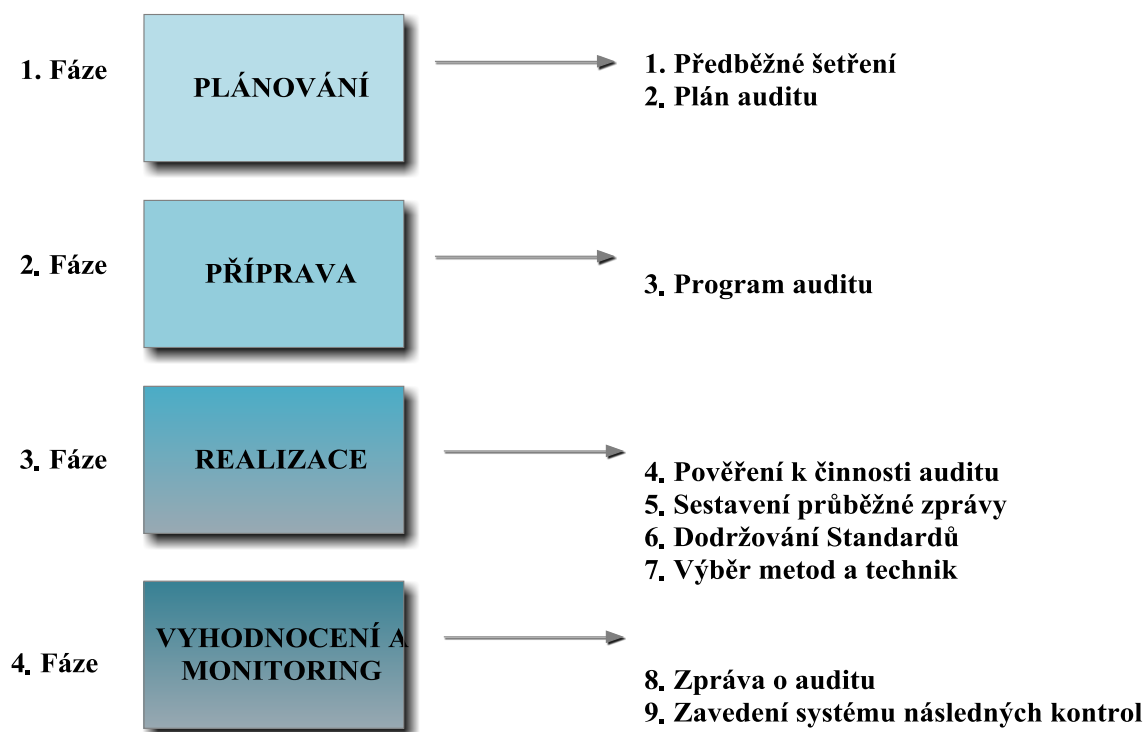 1. Fáze
PLÁNOVÁNÍ
1. Předběžné šetření
2. Plán auditu
2. Fáze
PŘÍPRAVA
3. Program auditu
3. Fáze
REALIZACE
4. Pověření k činnosti auditu
5. Sestavení průběžné zprávy
6. Dodržování Standardů
7. Výběr metod a technik
4. Fáze
VYHODNOCENÍ A
MONITORING
8. Zpráva o auditu
9. Zavedení systému následných kontrol